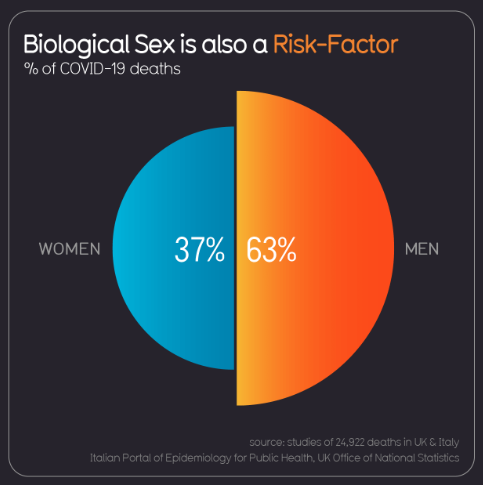 Biological Sex is also a Risk-Factor
% of COVID-19 deaths
WOMEN 37% 63% MEN
source: studies of 24,922 deaths in UK & Italy
Italian Portal of Epidemiology for Public Health, UK Office of National Statistics